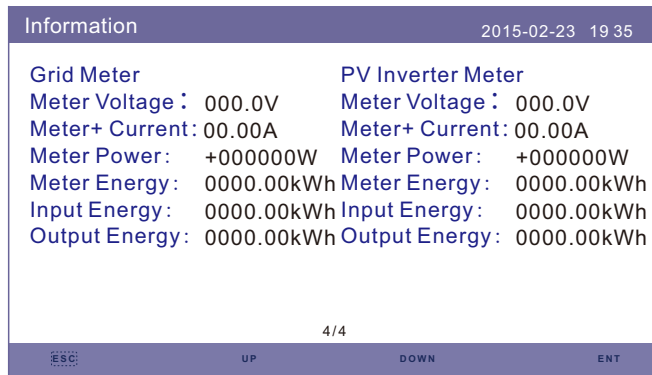 Information 2015-02-23 19 35
Grid Meter PV Inverter Meter
Meter Voltage： 000.0V Meter Voltage： 000.0V
Meter+ Current: 00.00A Meter+ Current: 00.00A
Meter Power: +000000W Meter Power: +000000W
Meter Energy: 0000.00kWh Meter Energy: 0000.00kWh
Input Energy: 0000.00kWh Input Energy: 0000.00kWh
Output Energy: 0000.00kWh Output Energy: 0000.00kWh
4/4
ESC UP DOWN ENT